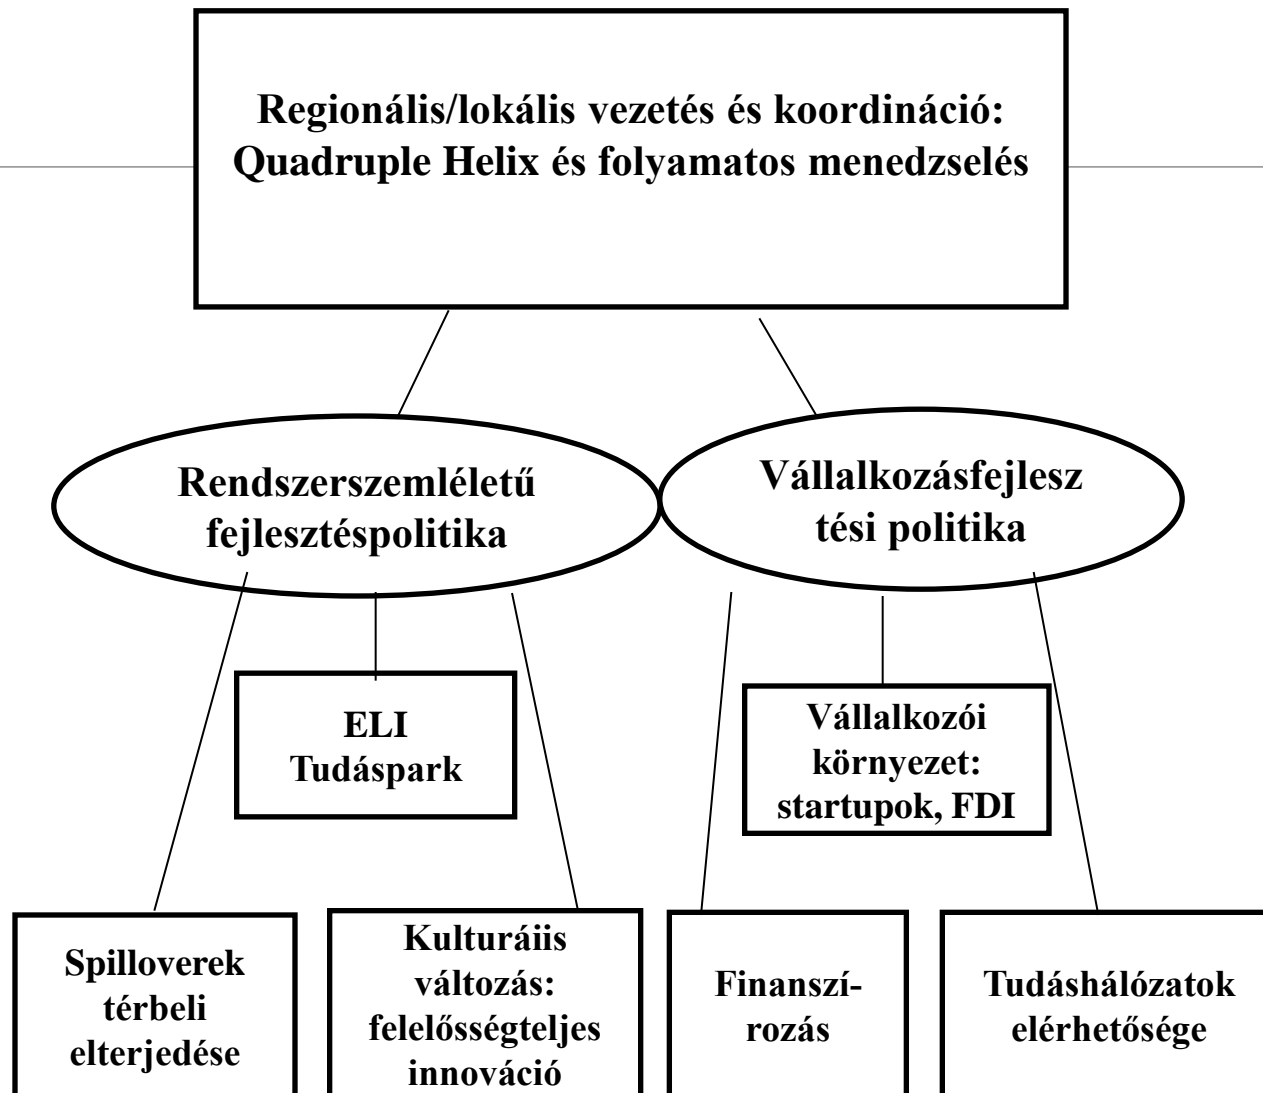 Regionális/lokális vezetés és koordináció:
Quadruple Helix és folyamatos menedzselés
Rendszerszemléletű
fejlesztéspolitika
Vállalkozásfejlesz
tési politika
ELI
Tudáspark
Vállalkozói
környezet:
startupok, FDI
Spilloverek
térbeli
elterjedése
Kulturáiis
változás:
felelősségteljes
innováció
Finanszí-
rozás
Tudáshálózatok
elérhetősége